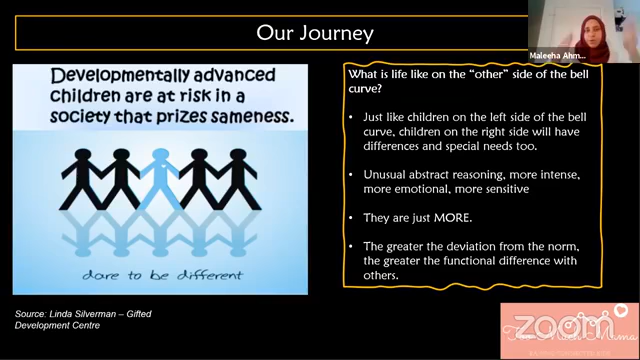 Our Journey
Maleeha Ahm...
Developmentally advanced
children are at risk in a
society that prizes sameness.
dare to be different
Source: Linda Silverman – Gifted
Development Centre
What is life like on the “other” side of the bell
curve?
• Just like children on the left side of the bell
curve, children on the right side will have
differences and special needs too.
• Unusual abstract reasoning, more intense,
more emotional, more sensitive
• They are just MORE.
• The greater the deviation from the norm,
the greater the functional difference with
others.
zoom